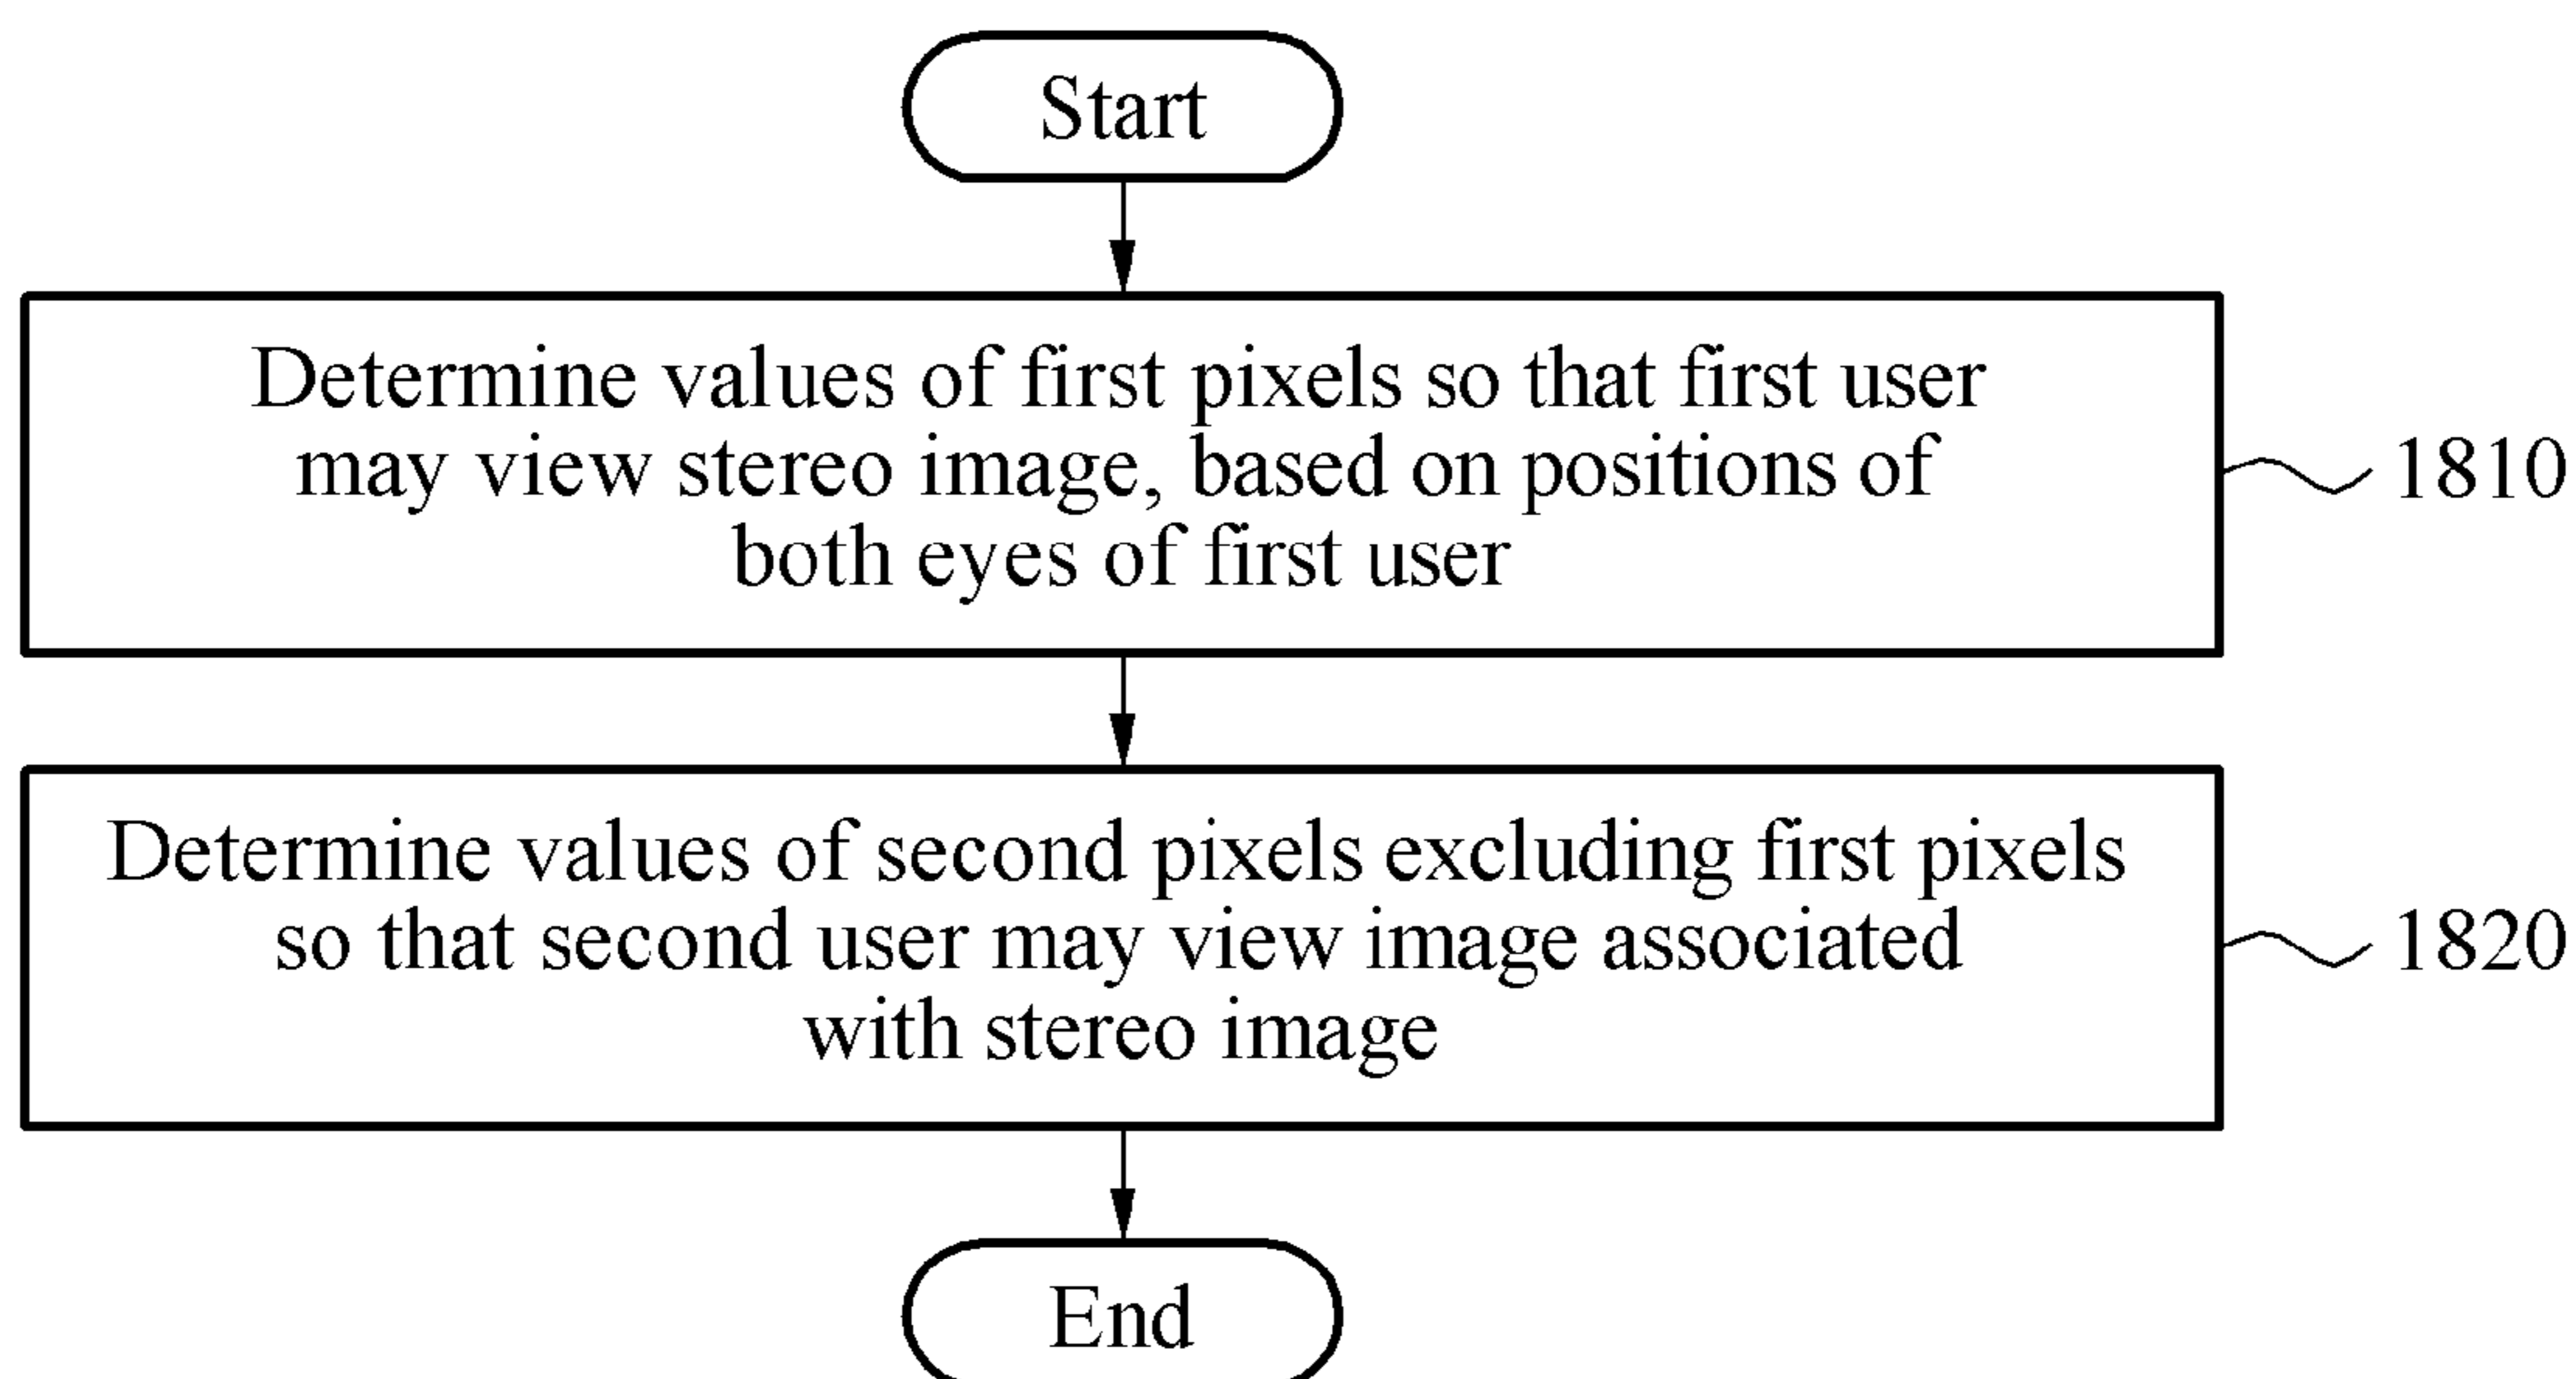 Start
Determine values of first pixels so that first user
may view stereo image, based on positions of
both eyes of first user
1810
Determine values of second pixels excluding first pixels
so that second user may view image associated
with stereo image
1820
End